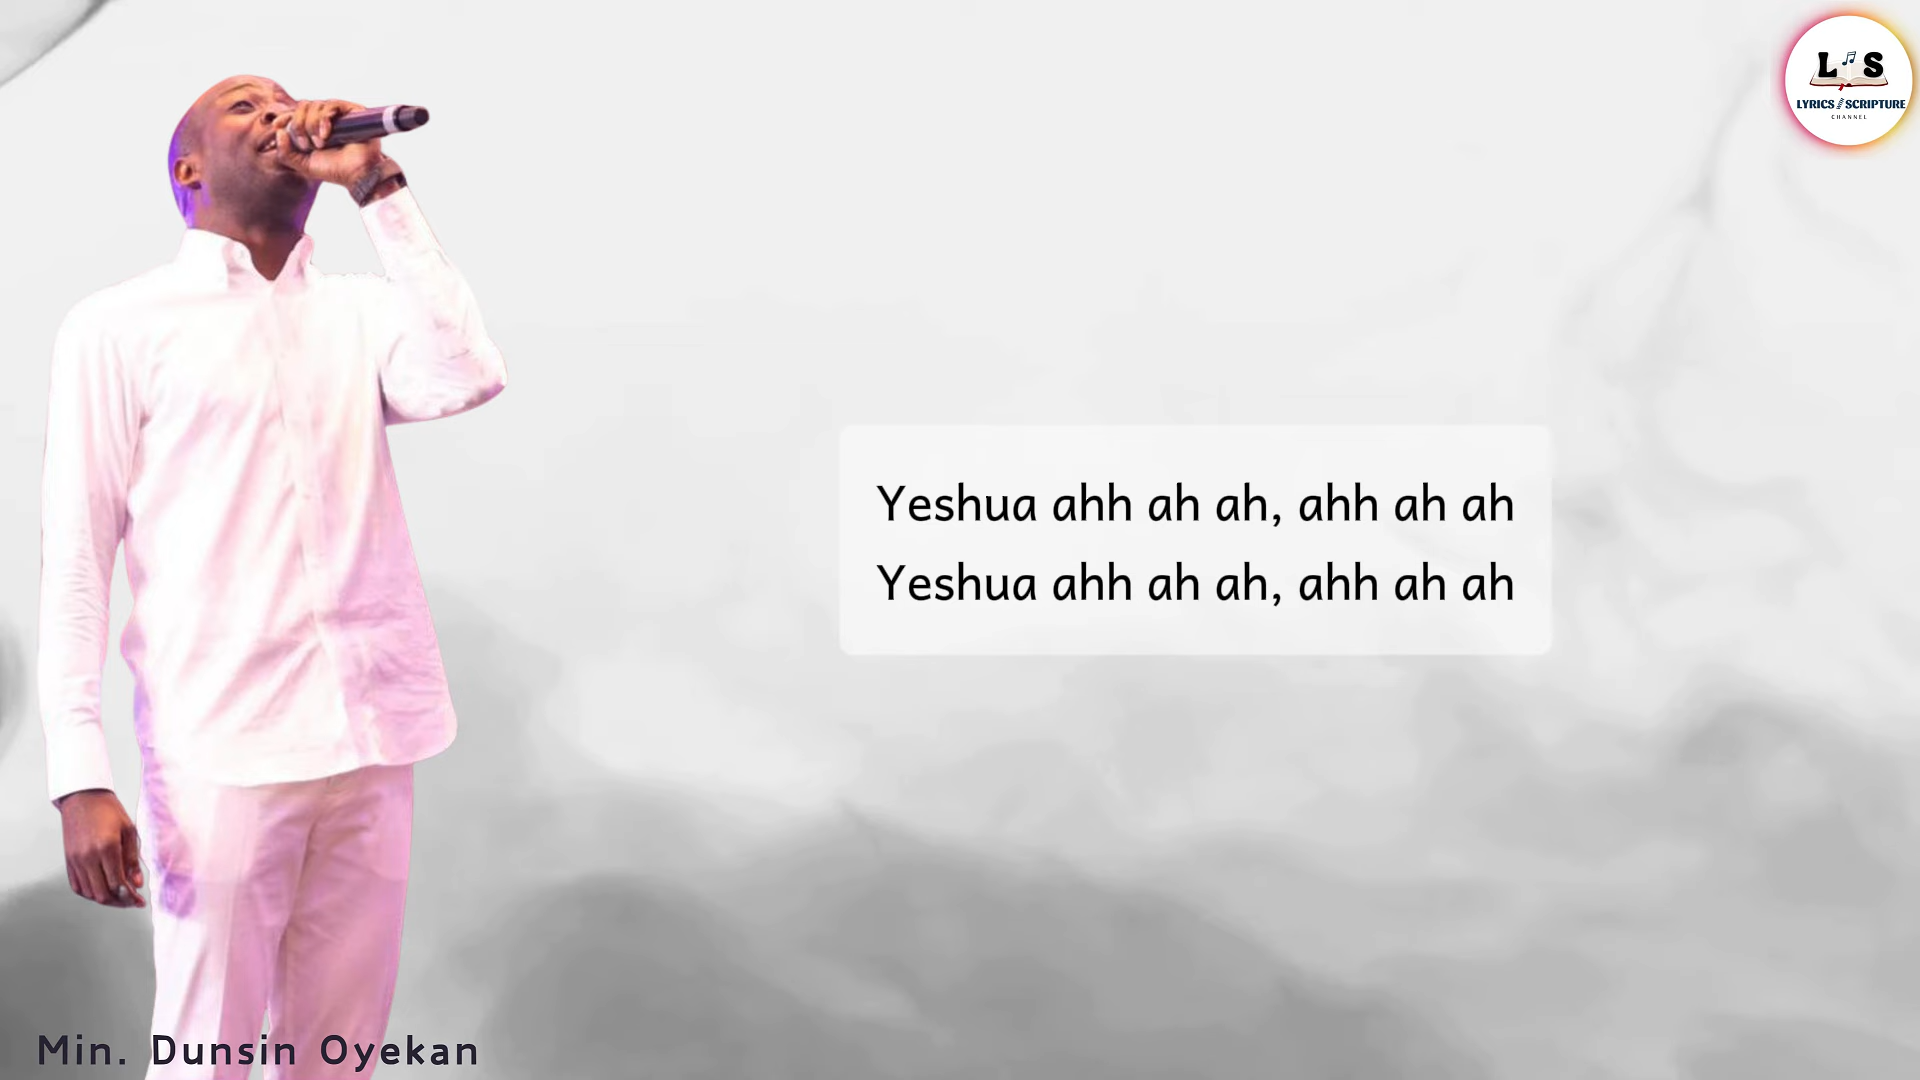 L S
LYRICS SCRIPTURE
CHANNEL
Yeshua ahh ah ah, ahh ah ah
Yeshua ahh ah ah, ahh ah ah
Min. Dunsin Oyekan